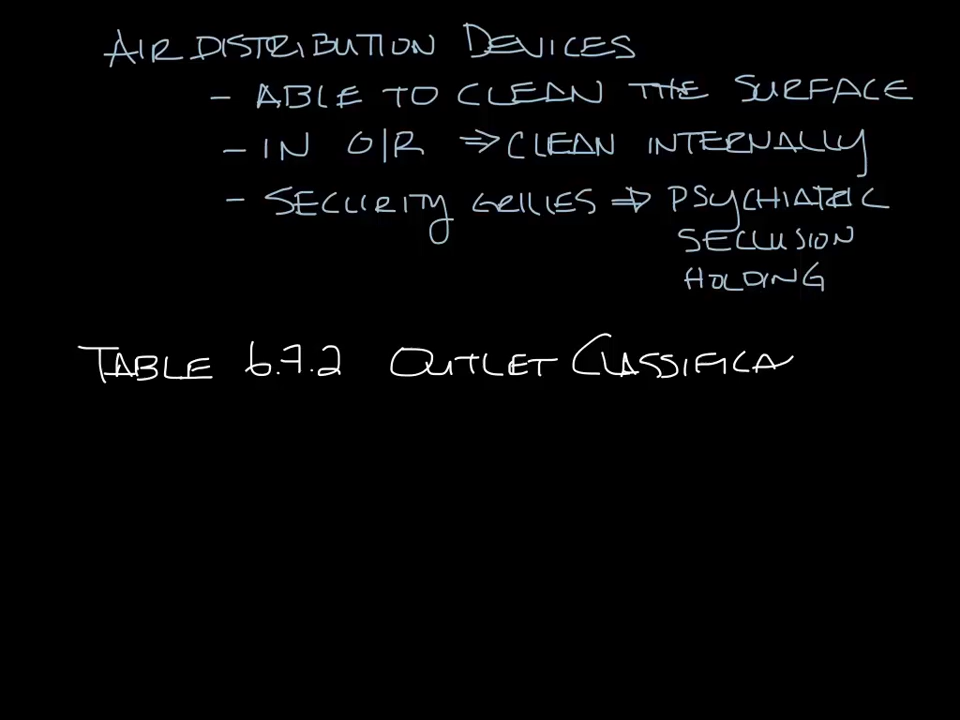 AIR DISTRIBUTION DEVICES
- ABLE TO CLEAN THE SURFACE
- IN O/R ⇒ CLEAN INTERNALLY
- SECURITY GRILLES ⇒ PSYCHIATRIC
SECLUSION
HOLDING
TABLE 6.7.2 OUTLET CLASSIFICA